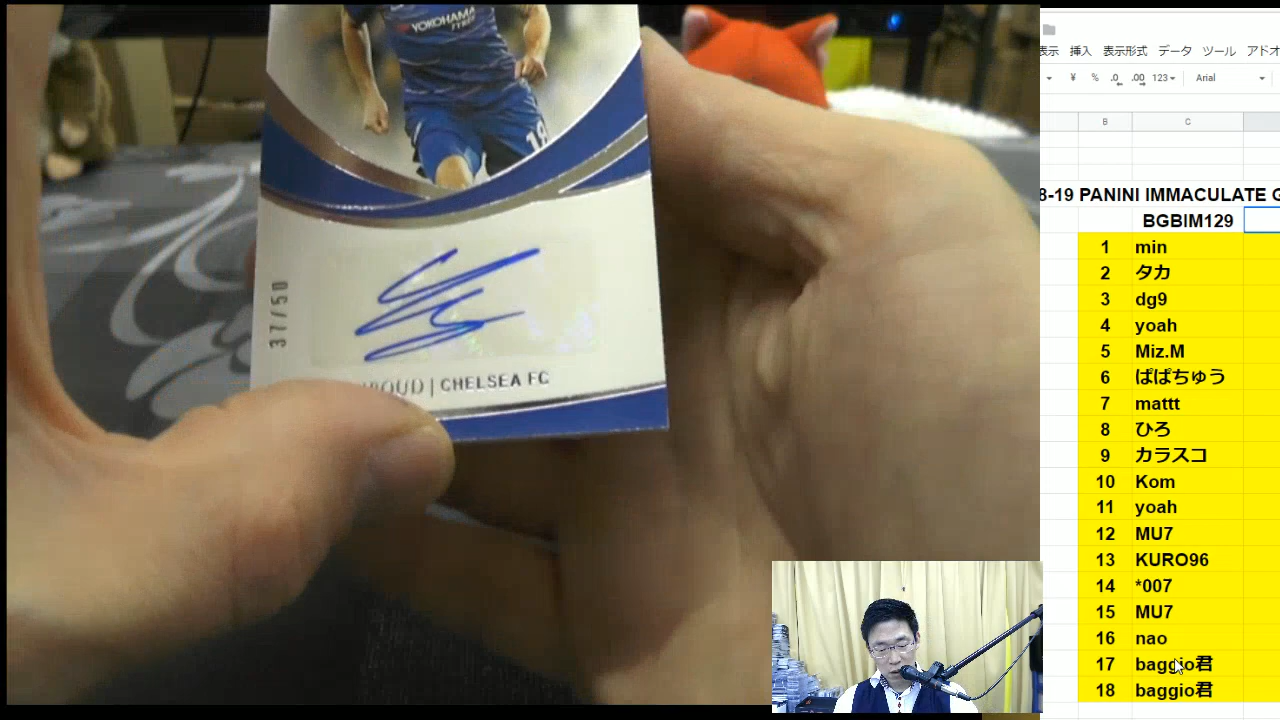 YOKOHAMA
TYRES
18
37/50
ROUD | CHELSEA FC
表示 挿入 表示形式 データ ツール アドオ
¥ % .0 .00 123 Arial
B C
8-19 PANINI IMMACULATE
BGBIM129
1 min
2 タカ
3 dg9
4 yoah
5 Miz.M
6 ぱぱちゅう
7 mattt
8 ひろ
9 カラスコ
10 Kom
11 yoah
12 MU7
13 KURO96
14 *007
15 MU7
16 nao
17 baggio君
18 baggio君